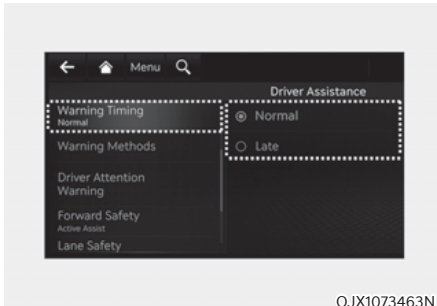 Menu
Driver Assistance
Warning Timing
Normal
Normal
Late
Warning Methods
Driver Attention
Warning
Forward Safety
Active Assist
Lane Safety
OJX1073463N